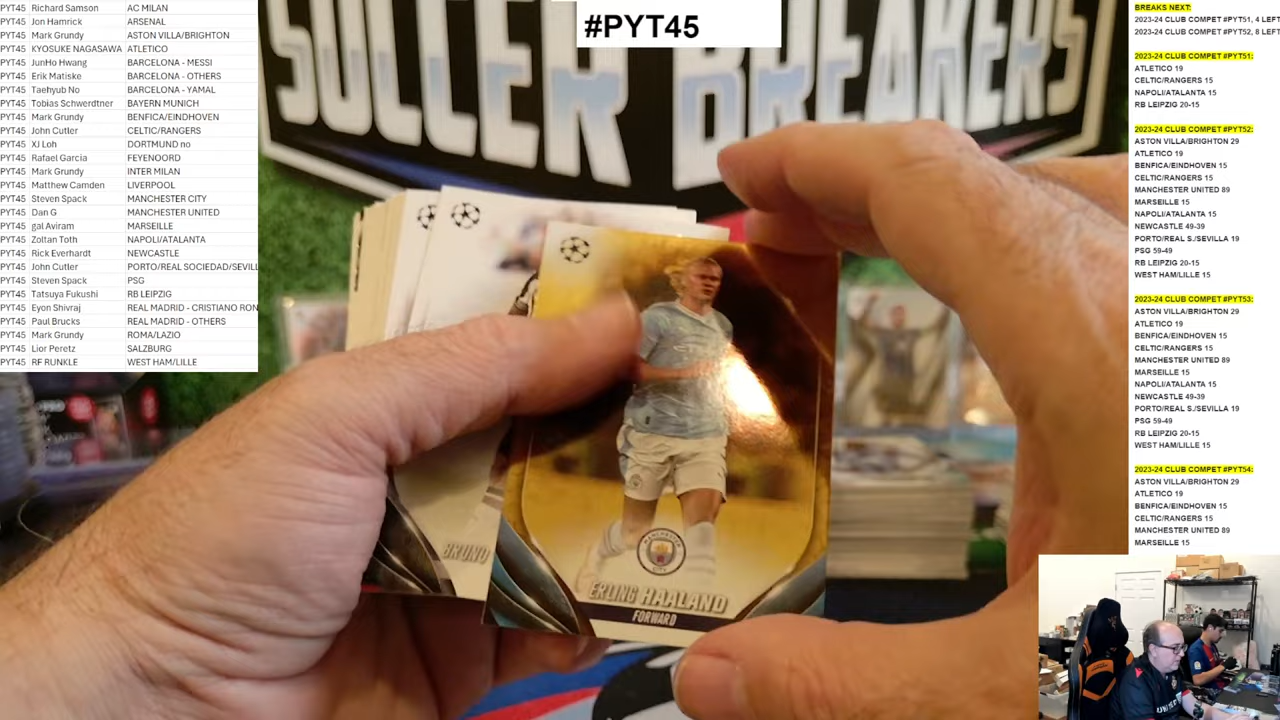 PYT45 Richard Samson AC MILAN
PYT45 Jon Hamrick ARSENAL
PYT45 Mark Grundy ASTON VILLA/BRIGHTON
PYT45 KYOSUKE NAGASAWA ATLETICO
PYT45 JunHo Hwang BARCELONA - MESSI
PYT45 Erik Matiske BARCELONA - OTHERS
PYT45 Taehyub No BARCELONA - YAMAL
PYT45 Tobias Schwerdtner BAYERN MUNICH
PYT45 Mark Grundy BENFICA/EINDHOVEN
PYT45 John Cutler CELTIC/RANGERS
PYT45 XJ Loh DORTMUND no
PYT45 Rafael Garcia FEYENOORD
PYT45 Mark Grundy INTER MILAN
PYT45 Matthew Camden LIVERPOOL
PYT45 Steven Spack MANCHESTER CITY
PYT45 Dan G MANCHESTER UNITED
PYT45 gal Aviram MARSEILLE
PYT45 Zoltan Toth NAPOLI/ATALANTA
PYT45 Rick Everhardt NEWCASTLE
PYT45 John Cutler PORTO/REAL SOCIEDAD/SEVILL
PYT45 Steven Spack PSG
PYT45 Tatsuya Fukushi RB LEIPZIG
PYT45 Eyon Shivraj REAL MADRID - CRISTIANO RON
PYT45 Paul Brucks REAL MADRID - OTHERS
PYT45 Mark Grundy ROMA/LAZIO
PYT45 Lior Peretz SALZBURG
PYT45 RF RUNKLE WEST HAM/LILLE
#PYT45
SOCCER BREAKERS
BRUNO
MANCHESTER
CITY
ERLING HAALAND
FORWARD
BREAKS NEXT:
2023-24 CLUB COMPET #PYT51, 4 LEFT
2023-24 CLUB COMPET #PYT52, 8 LEFT
2023-24 CLUB COMPET #PYT51:
ATLETICO 19
CELTIC/RANGERS 15
NAPOLI/ATALANTA 15
RB LEIPZIG 20-15
2023-24 CLUB COMPET #PYT52:
ASTON VILLA/BRIGHTON 29
ATLETICO 19
BENFICA/EINDHOVEN 15
CELTIC/RANGERS 15
MANCHESTER UNITED 89
MARSEILLE 15
NAPOLI/ATALANTA 15
NEWCASTLE 49-39
PORTO/REAL S./SEVILLA 19
PSG 59-49
RB LEIPZIG 20-15
WEST HAM/LILLE 15
2023-24 CLUB COMPET #PYT53:
ASTON VILLA/BRIGHTON 29
ATLETICO 19
BENFICA/EINDHOVEN 15
CELTIC/RANGERS 15
MANCHESTER UNITED 89
MARSEILLE 15
NAPOLI/ATALANTA 15
NEWCASTLE 49-39
PORTO/REAL S./SEVILLA 19
PSG 59-49
RB LEIPZIG 20-15
WEST HAM/LILLE 15
2023-24 CLUB COMPET #PYT54:
ASTON VILLA/BRIGHTON 29
ATLETICO 19
BENFICA/EINDHOVEN 15
CELTIC/RANGERS 15
MANCHESTER UNITED 89
MARSEILLE 15